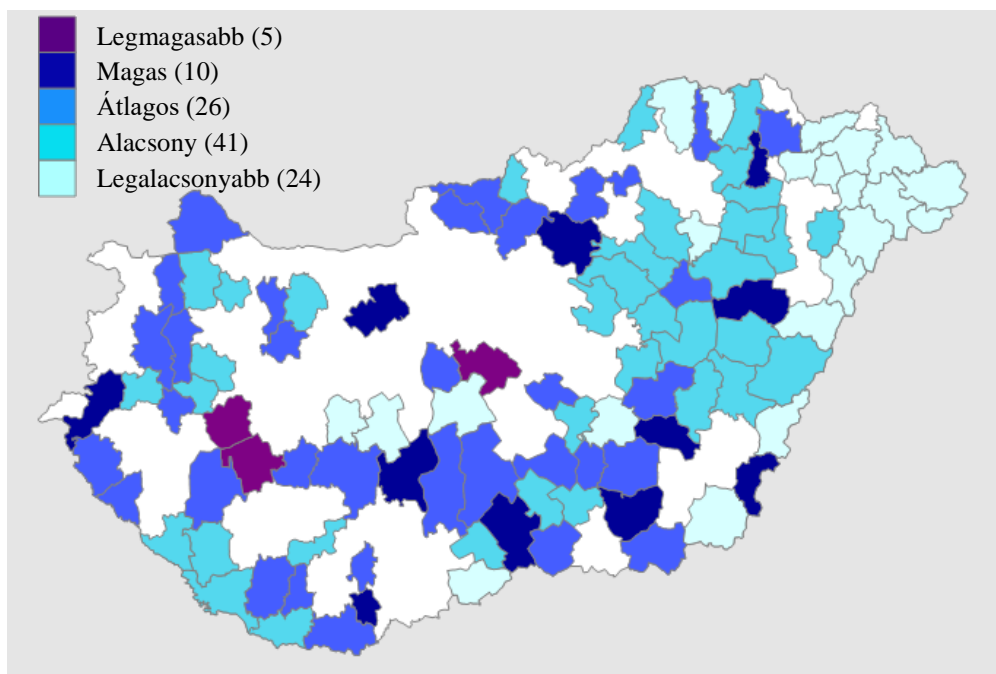 Legmagasabb (5)
Magas (10)
Átlagos (26)
Alacsony (41)
Legalacsonyabb (24)